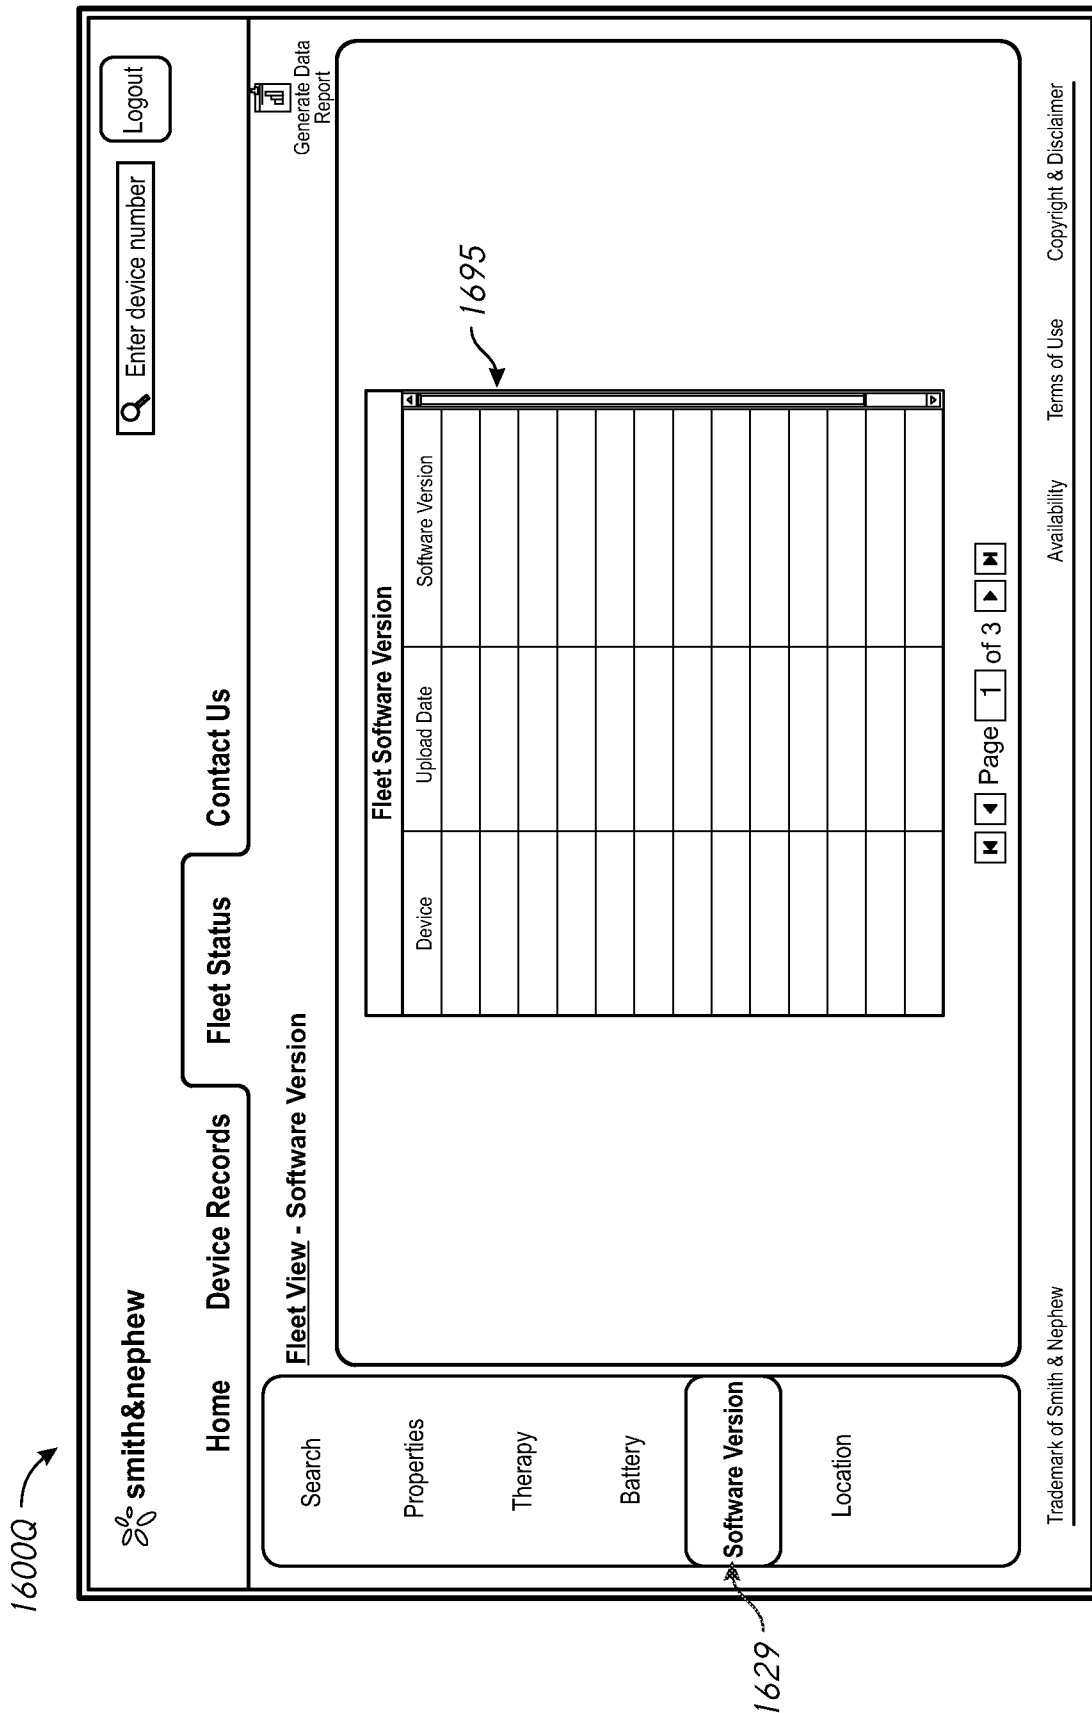 1600Q
smith&nephew
Enter device number
Logout
Home Device Records Fleet Status Contact Us
Fleet View - Software Version
Generate Data
Report
Search
Properties
Therapy
Battery
Software Version
Location
1629
Fleet Software Version
Device Upload Date Software Version
1695
Page 1 of 3
Trademark of Smith & Nephew
Availability Terms of Use Copyright & Disclaimer